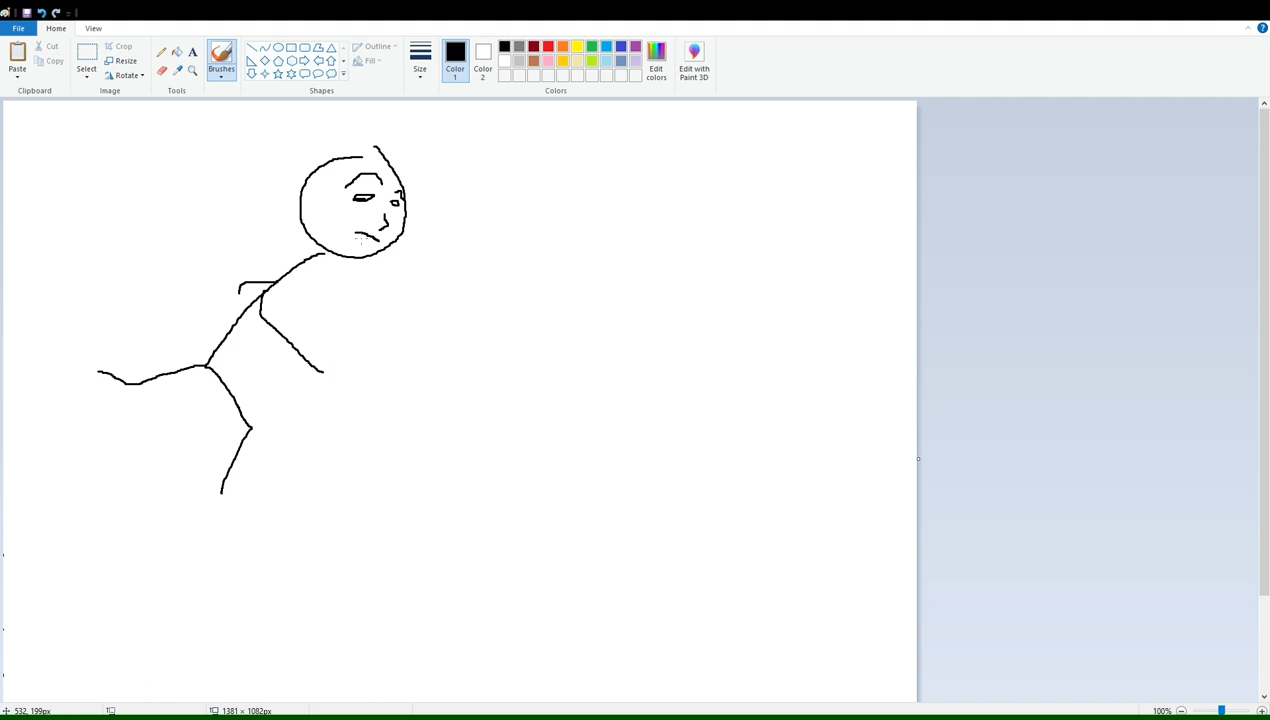 File Home View
Paste
Cut
Copy
Clipboard
Select
Crop
Resize
Rotate
Image
A
Tools
Brushes
Outline
Fill
Shapes
Size
Color
1
Color
2
Edit
colors
Colors
Edit with
Paint 3D
532, 199px
1381 × 1082px
100%